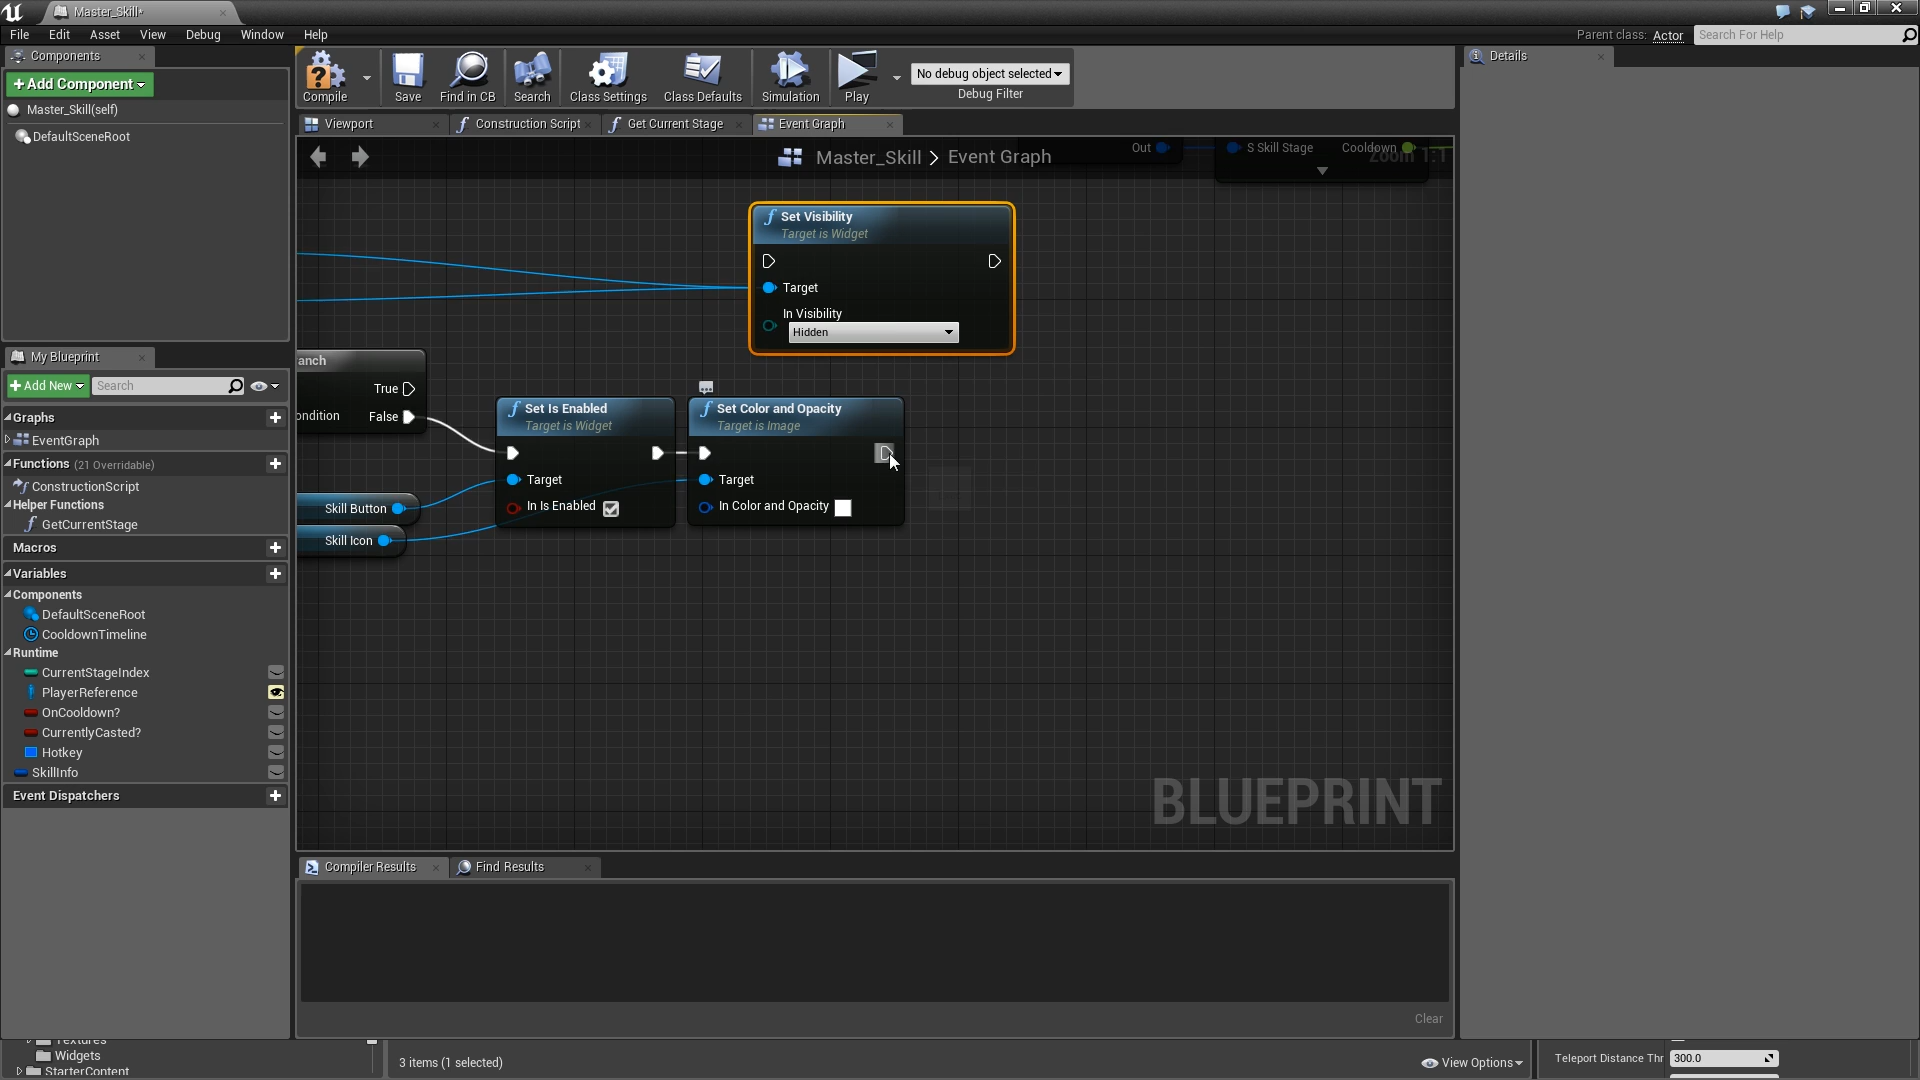 Master_Skill*
File Edit Asset View Debug Window Help
Parent class: Actor Search For Help
Components
+Add Component
Master_Skill(self)
DefaultSceneRoot
Compile Save Find in CB Search Class Settings Class Defaults Simulation Play
No debug object selected
Debug Filter
Viewport Construction Script Get Current Stage Event Graph
Master_Skill > Event Graph
Zoom 1:1
Out S Skill Stage Cooldown
Set Visibility
Target is Widget
Target
In Visibility
Hidden
anch
True
ondition False
Set Is Enabled
Target is Widget
Target
In Is Enabled
Set Color and Opacity
Target is Image
Target
In Color and Opacity
Skill Button
Skill Icon
BLUEPRINT
My Blueprint
+Add New Search
Graphs
EventGraph
Functions (21 Overridable)
ConstructionScript
Helper Functions
GetCurrentStage
Macros
Variables
Components
DefaultSceneRoot
CooldownTimeline
Runtime
CurrentStageIndex
PlayerReference
OnCooldown?
CurrentlyCasted?
Hotkey
SkillInfo
Event Dispatchers
Compiler Results Find Results
Clear
Details
Textures
Widgets
StarterContent
3 items (1 selected)
View Options
Teleport Distance Thr 300.0